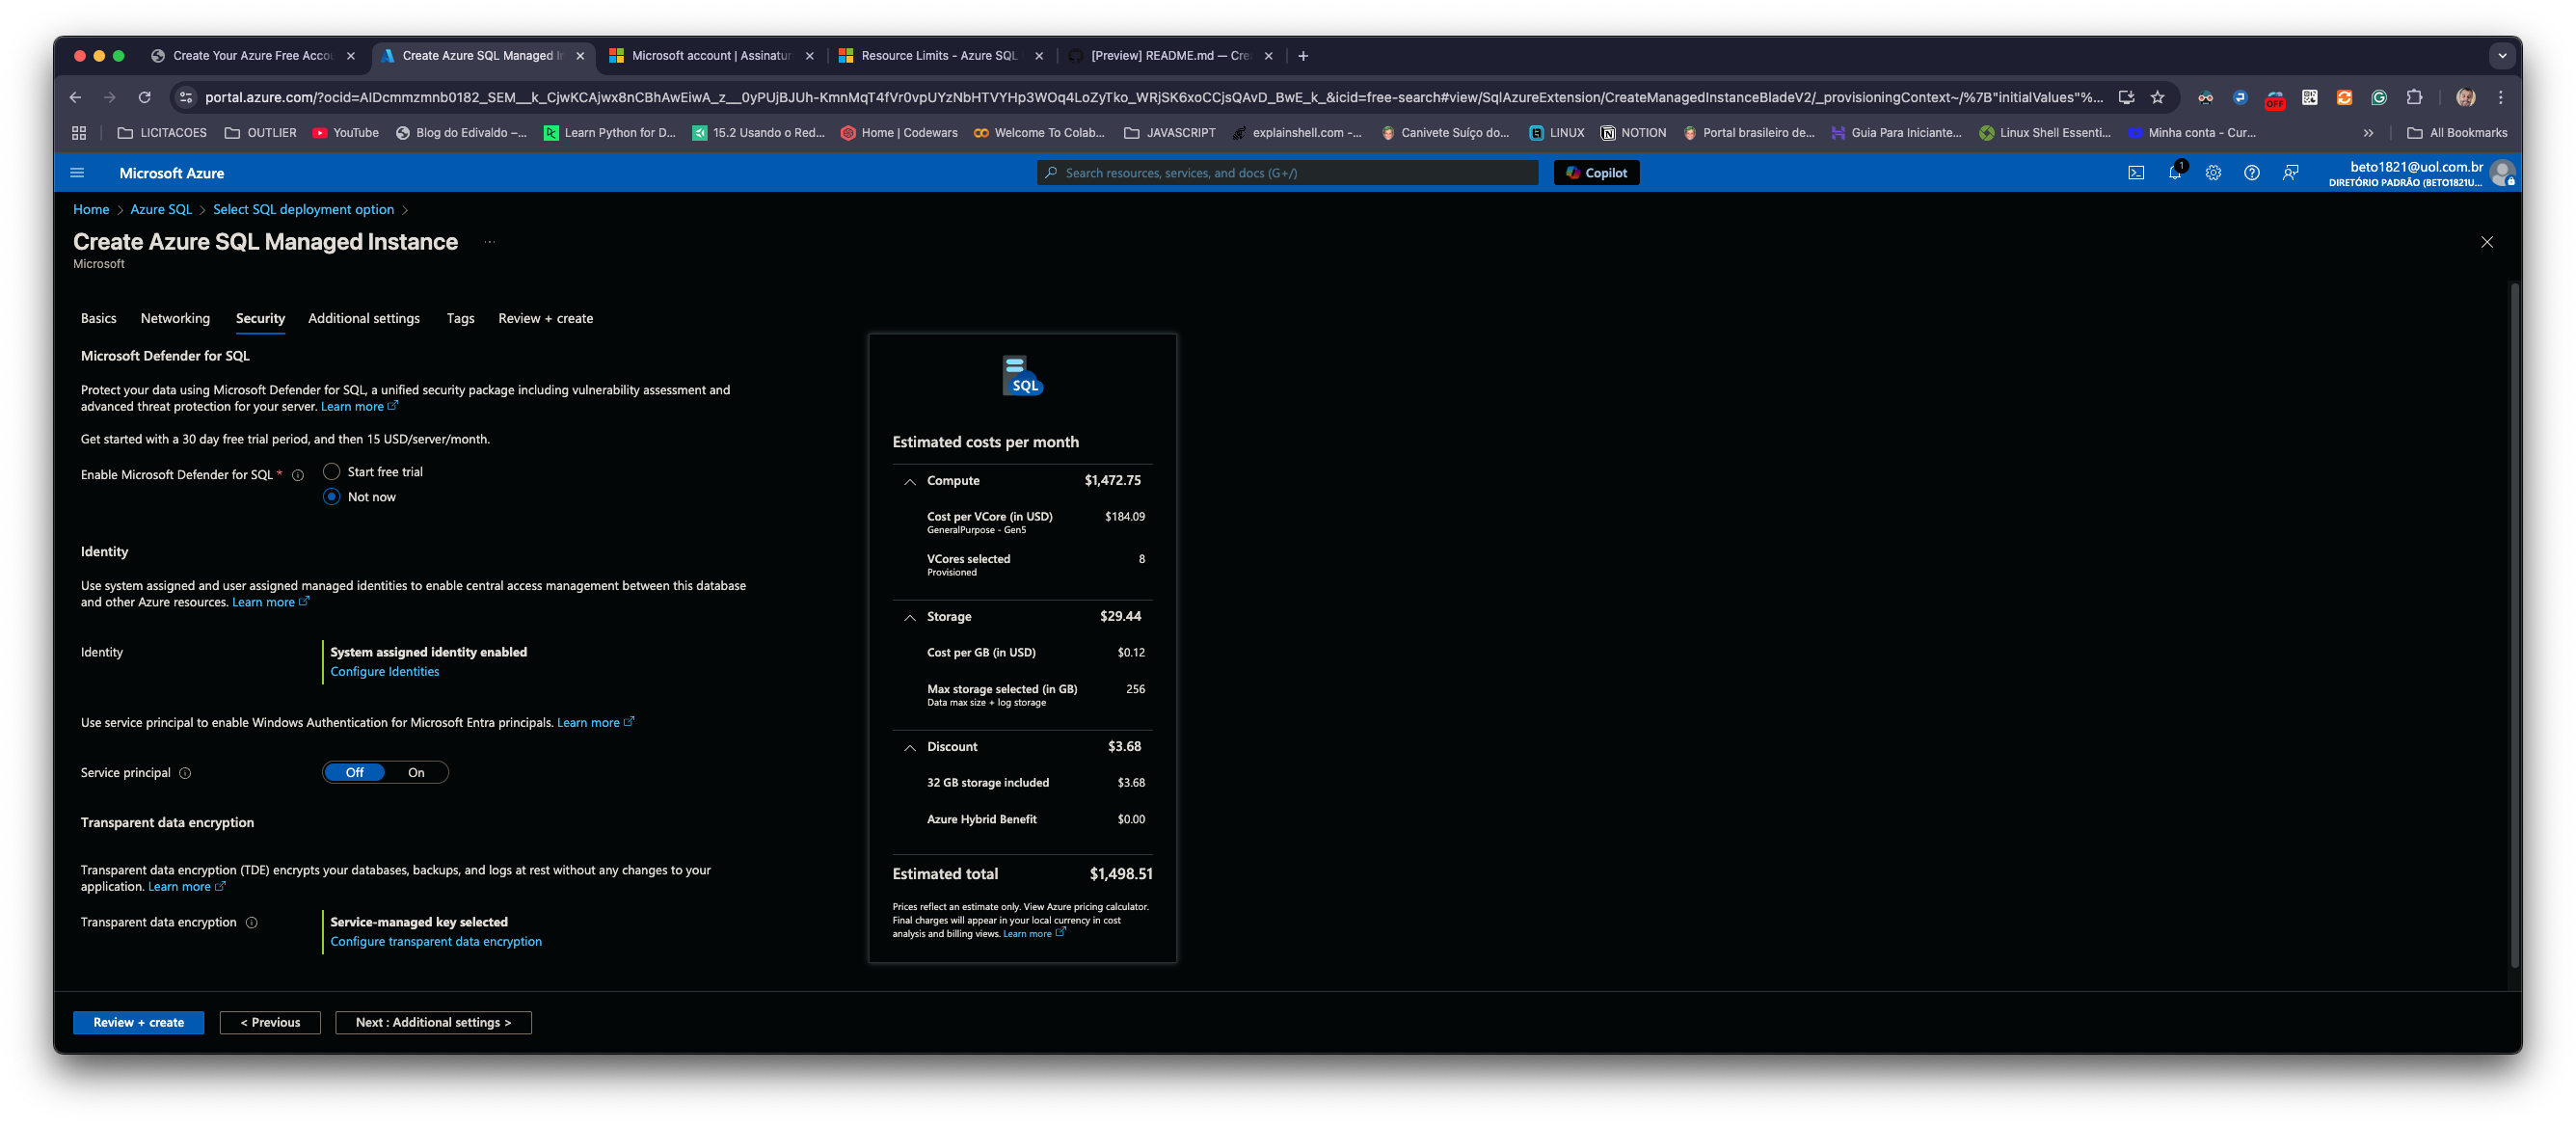 Create Your Azure Free Accou
Create Azure SQL Managed In
Microsoft account | Assinatura
Resource Limits - Azure SQL
[Preview] README.md — Cre
portal.azure.com/?ocid=AIDcmmzmnb0182_SEM__k_CjwKCAjwx8nCBhAwEiwA_z__0yPUjBJUh-KmnMqT4fVr0vpUYzNbHTVYHp3WOq4LoZyTko_WRjSK6xoCCjsQAvD_BwE_k_&icid=free-search#view/SqlAzureExtension/CreateManagedInstanceBladeV2/_provisioningContext~/%7B"initialValues"%...
OFF
LICITACOES
OUTLIER
YouTube
Blog do Edivaldo –...
Learn Python for D...
15.2 Usando o Red...
Home | Codewars
Welcome To Colab...
JAVASCRIPT
explainshell.com -...
Canivete Suíço do...
LINUX
NOTION
Portal brasileiro de...
Guia Para Iniciante...
Linux Shell Essenti...
Minha conta - Cur...
All Bookmarks
Microsoft Azure
Search resources, services, and docs (G+/)
Copilot
1
beto1821@uol.com.br
DIRETÓRIO PADRÃO (BETO1821U...
Home > Azure SQL > Select SQL deployment option >
Create Azure SQL Managed Instance ...
Microsoft
Basics
Networking
Security
Additional settings
Tags
Review + create
Microsoft Defender for SQL
Protect your data using Microsoft Defender for SQL, a unified security package including vulnerability assessment and
advanced threat protection for your server. Learn more
Get started with a 30 day free trial period, and then 15 USD/server/month.
Enable Microsoft Defender for SQL *
Start free trial
Not now
Identity
Use system assigned and user assigned managed identities to enable central access management between this database
and other Azure resources. Learn more
Identity
System assigned identity enabled
Configure Identities
Use service principal to enable Windows Authentication for Microsoft Entra principals. Learn more
Service principal
Off
On
Transparent data encryption
Transparent data encryption (TDE) encrypts your databases, backups, and logs at rest without any changes to your
application. Learn more
Transparent data encryption
Service-managed key selected
Configure transparent data encryption
SQL
Estimated costs per month
Compute $1,472.75
Cost per VCore (in USD) $184.09
GeneralPurpose - Gen5
VCores selected 8
Provisioned
Storage $29.44
Cost per GB (in USD) $0.12
Max storage selected (in GB) 256
Data max size + log storage
Discount $3.68
32 GB storage included $3.68
Azure Hybrid Benefit $0.00
Estimated total $1,498.51
Prices reflect an estimate only. View Azure pricing calculator.
Final charges will appear in your local currency in cost
analysis and billing views. Learn more
Review + create
< Previous
Next : Additional settings >